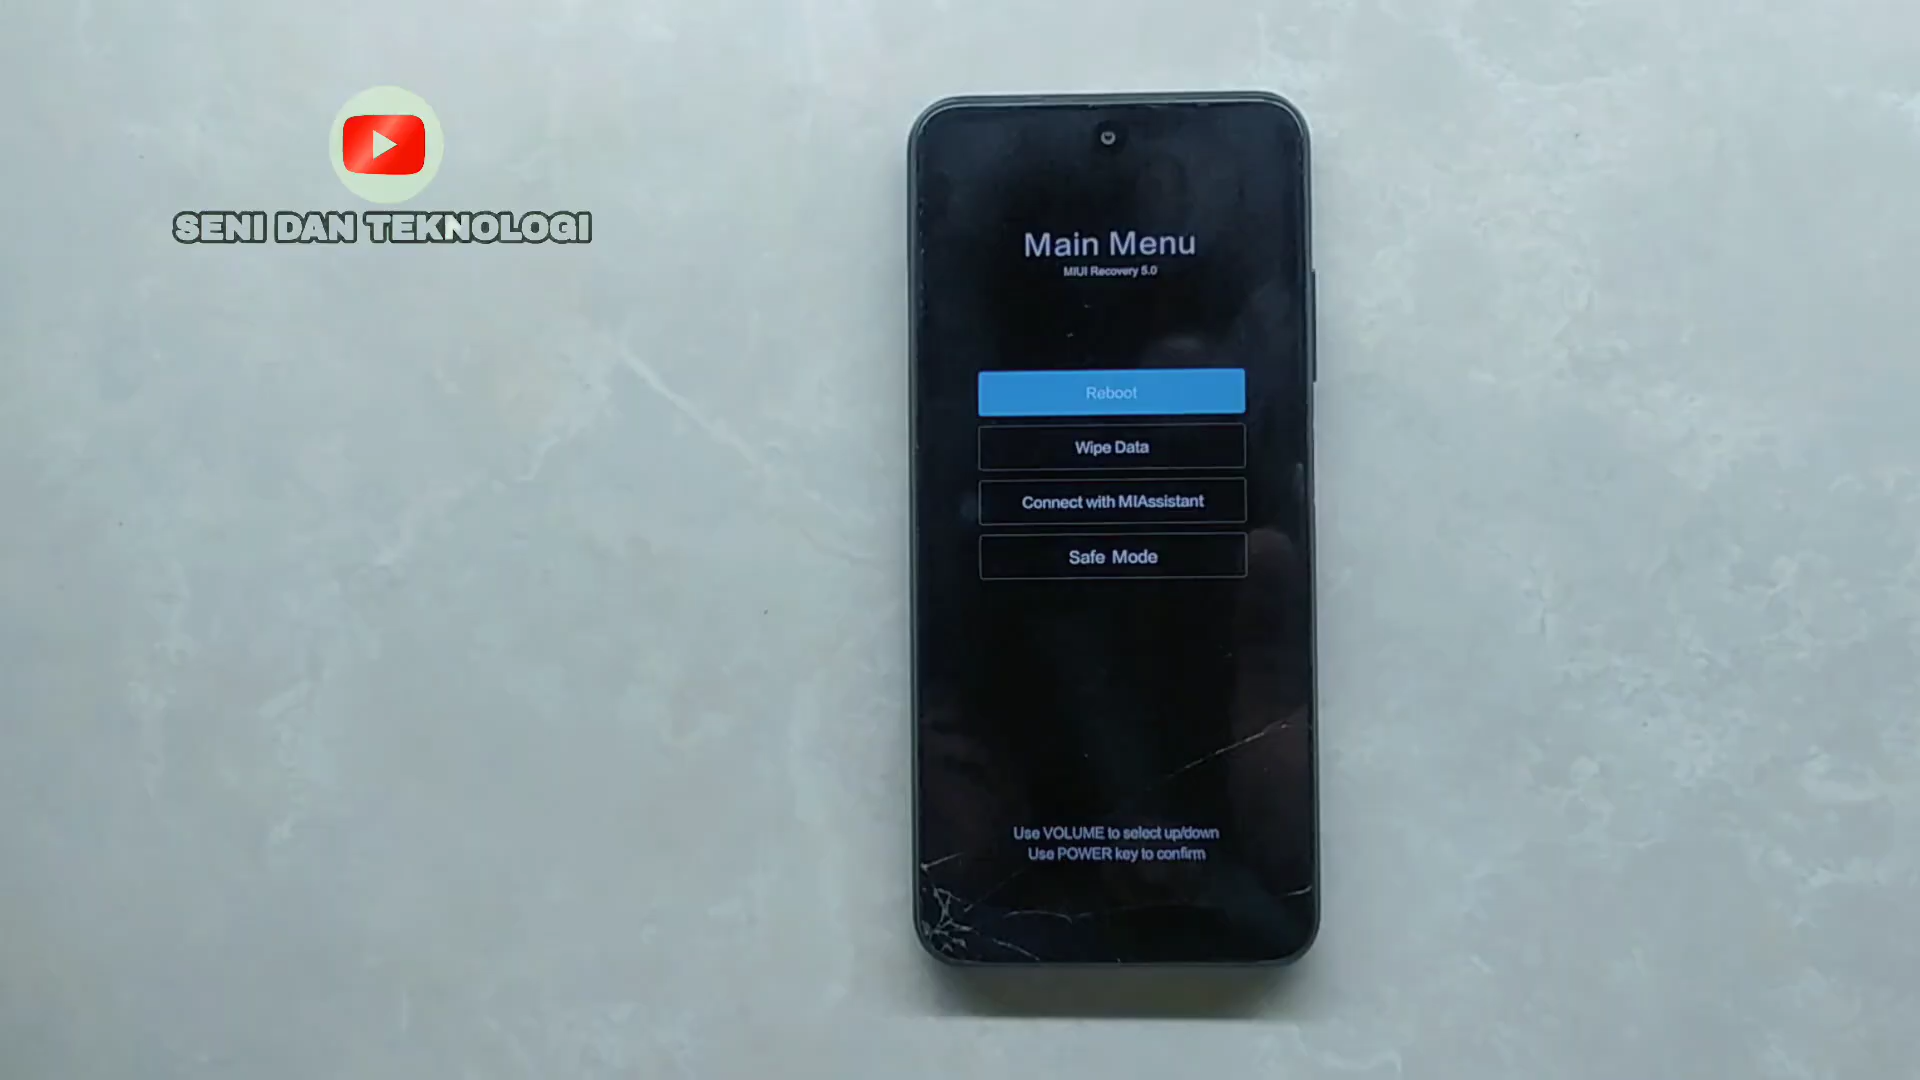 SENI DAN TEKNOLOGI
Main Menu
MIUI Recovery 5.0
Reboot
Wipe Data
Connect with MIAssistant
Safe Mode
Use VOLUME to select up/down
Use POWER key to confirm